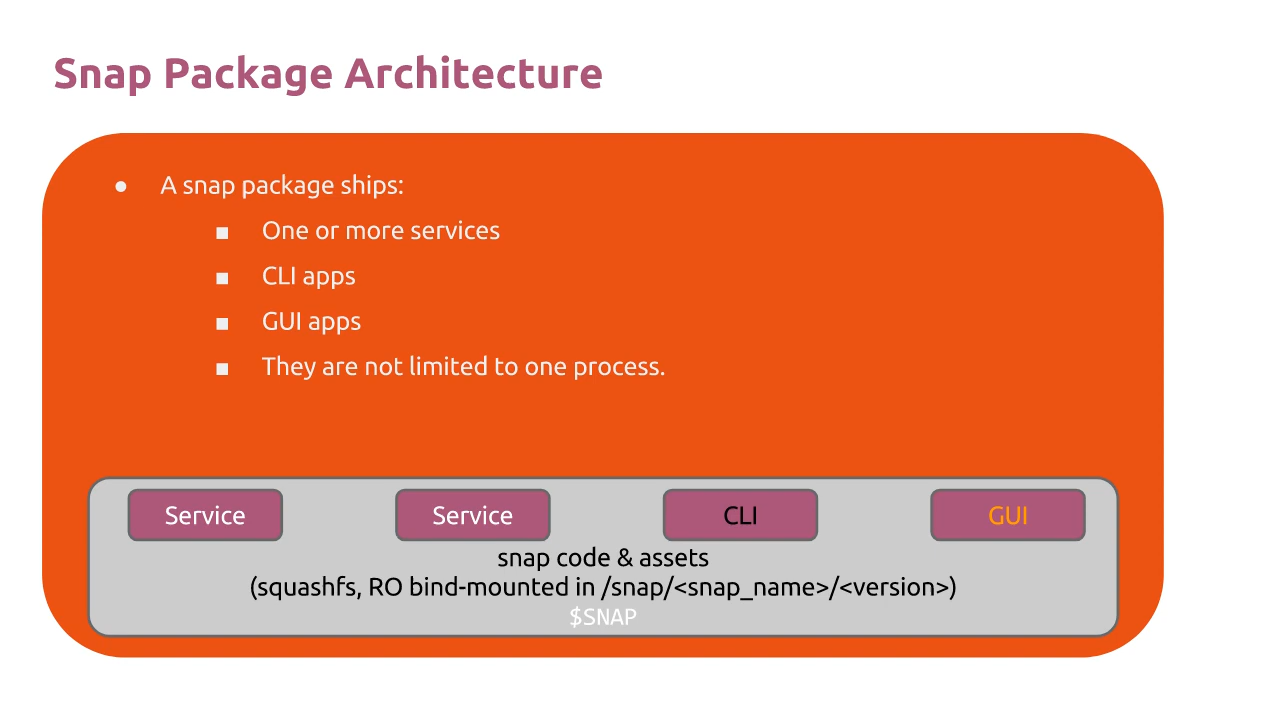 Snap Package Architecture
● A snap package ships:
■ One or more services
■ CLI apps
■ GUI apps
■ They are not limited to one process.
Service Service CLI GUI
snap code & assets
(squashfs, RO bind-mounted in /snap/<snap_name>/<version>)
$SNAP